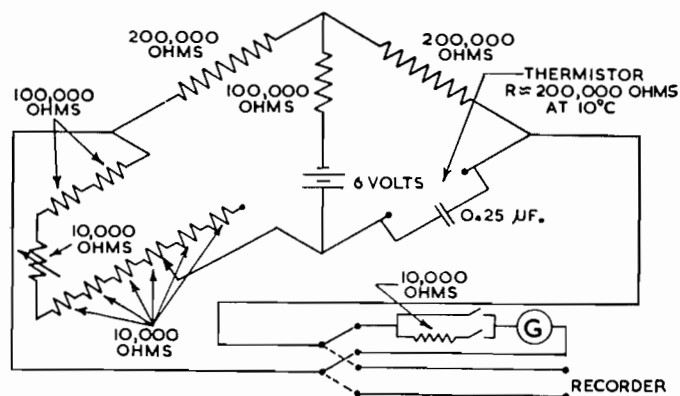 200,000
OHMS
200,000
OHMS
100,000
OHMS
THERMISTOR
R≈200,000 OHMS
AT 10°C
100,000
OHMS
6 VOLTS
0.25 µF.
10,000
OHMS
10,000
OHMS
10,000
OHMS
G
RECORDER